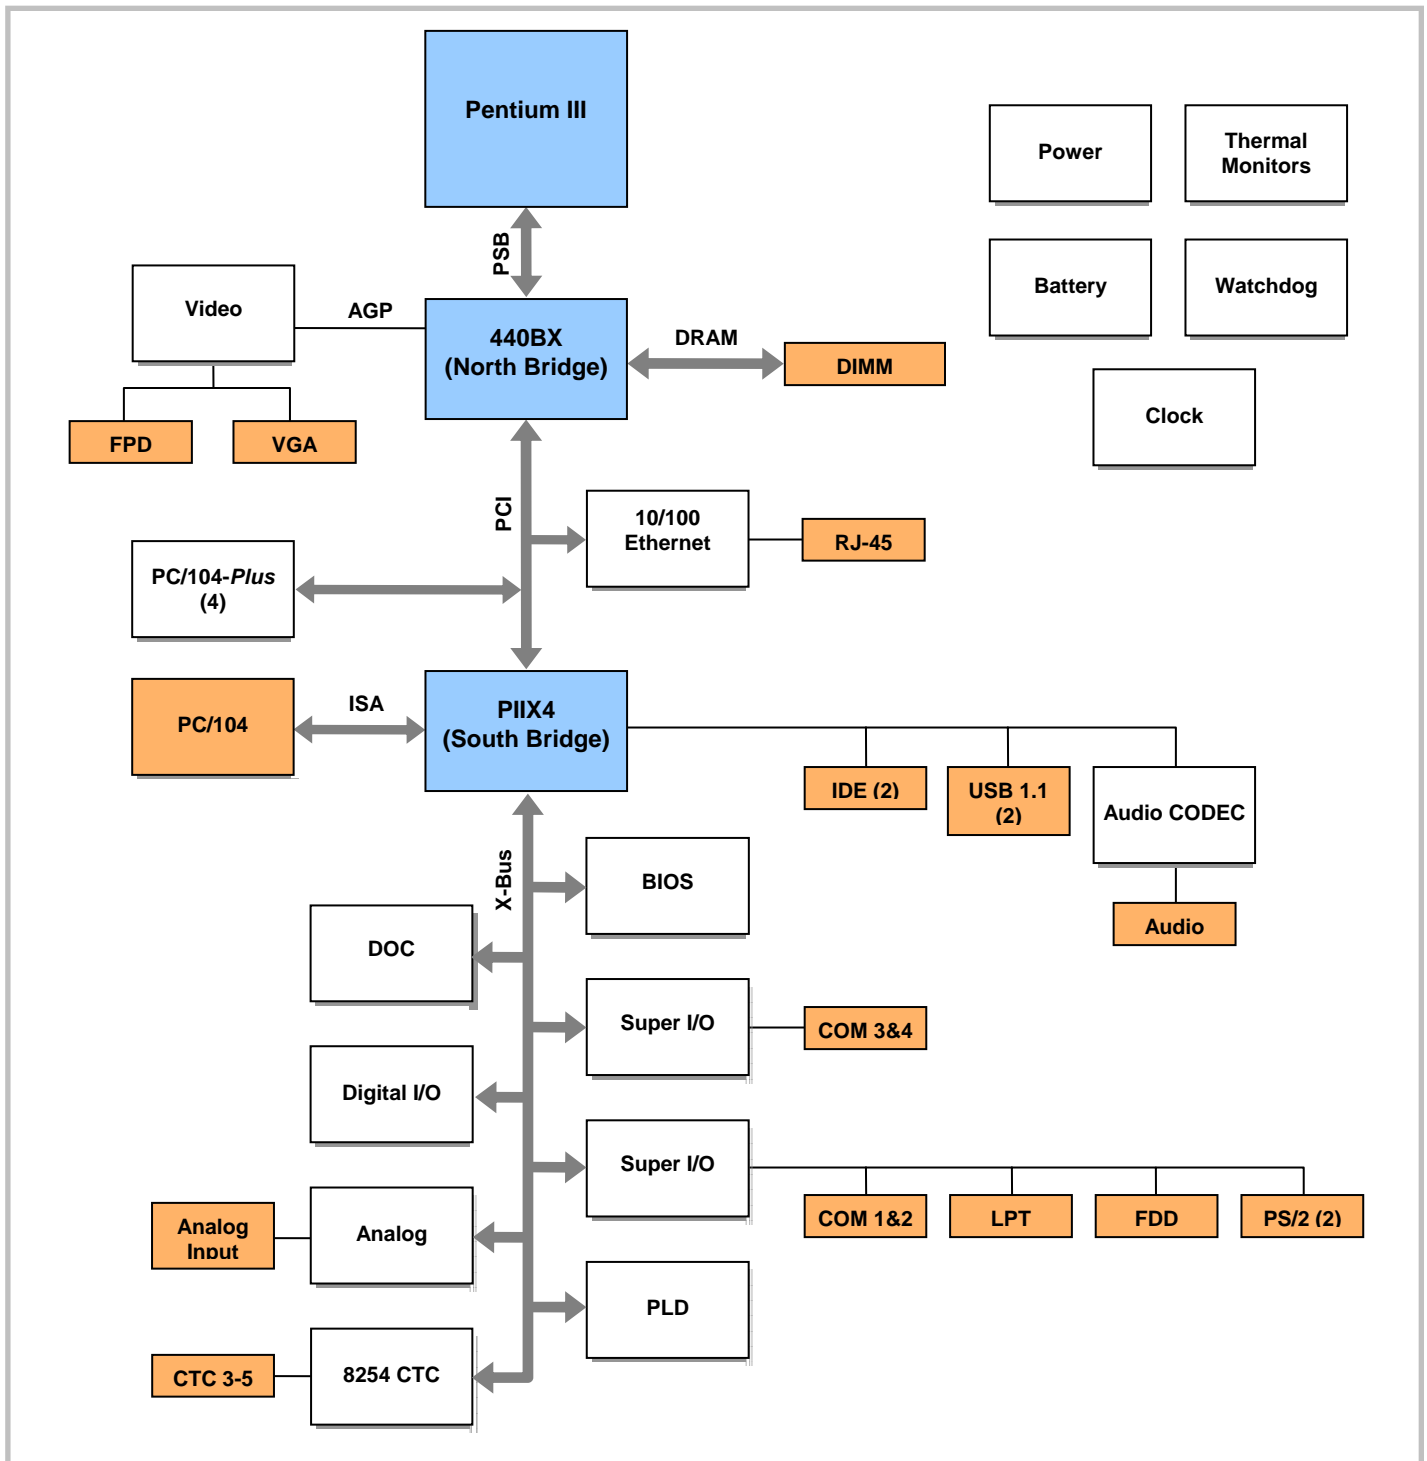 Pentium III
Power
Thermal
Monitors
PSB
Battery
Watchdog
Video
AGP
440BX
(North Bridge)
DRAM
DIMM
Clock
FPD
VGA
PCI
10/100
Ethernet
RJ-45
PC/104-Plus
(4)
PC/104
ISA
PIIX4
(South Bridge)
IDE (2)
USB 1.1
(2)
Audio CODEC
X-Bus
BIOS
Audio
DOC
Super I/O
COM 3&4
Digital I/O
Super I/O
COM 1&2
LPT
FDD
PS/2 (2)
Analog
Input
Analog
PLD
CTC 3-5
8254 CTC